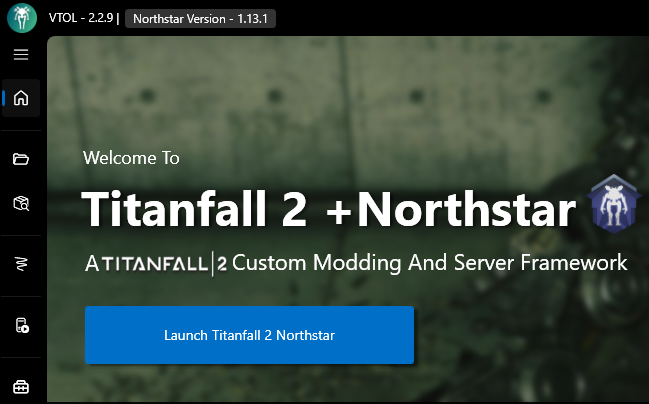 VTOL - 2.2.9 | Northstar Version - 1.13.1
Welcome To
Titanfall 2 +Northstar
A TITANFALL|2 Custom Modding And Server Framework
Launch Titanfall 2 Northstar